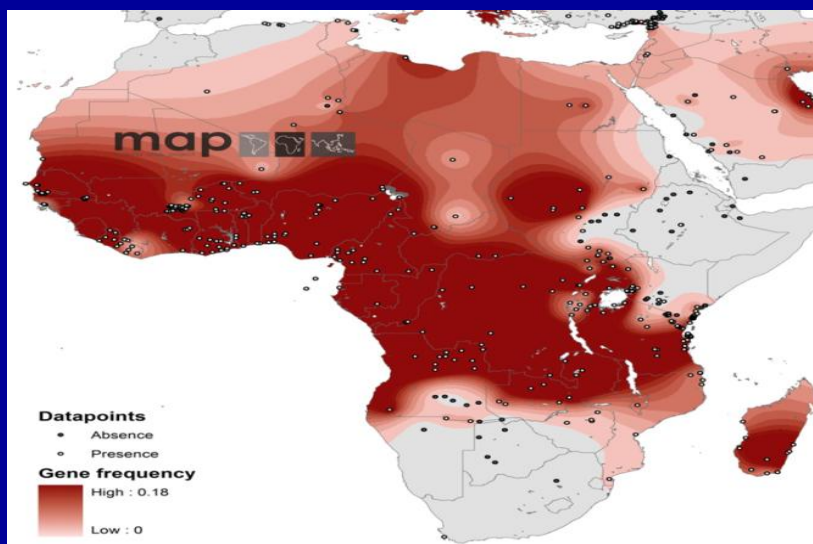 map
Datapoints
Absence
Presence
Gene frequency
High : 0.18
Low : 0